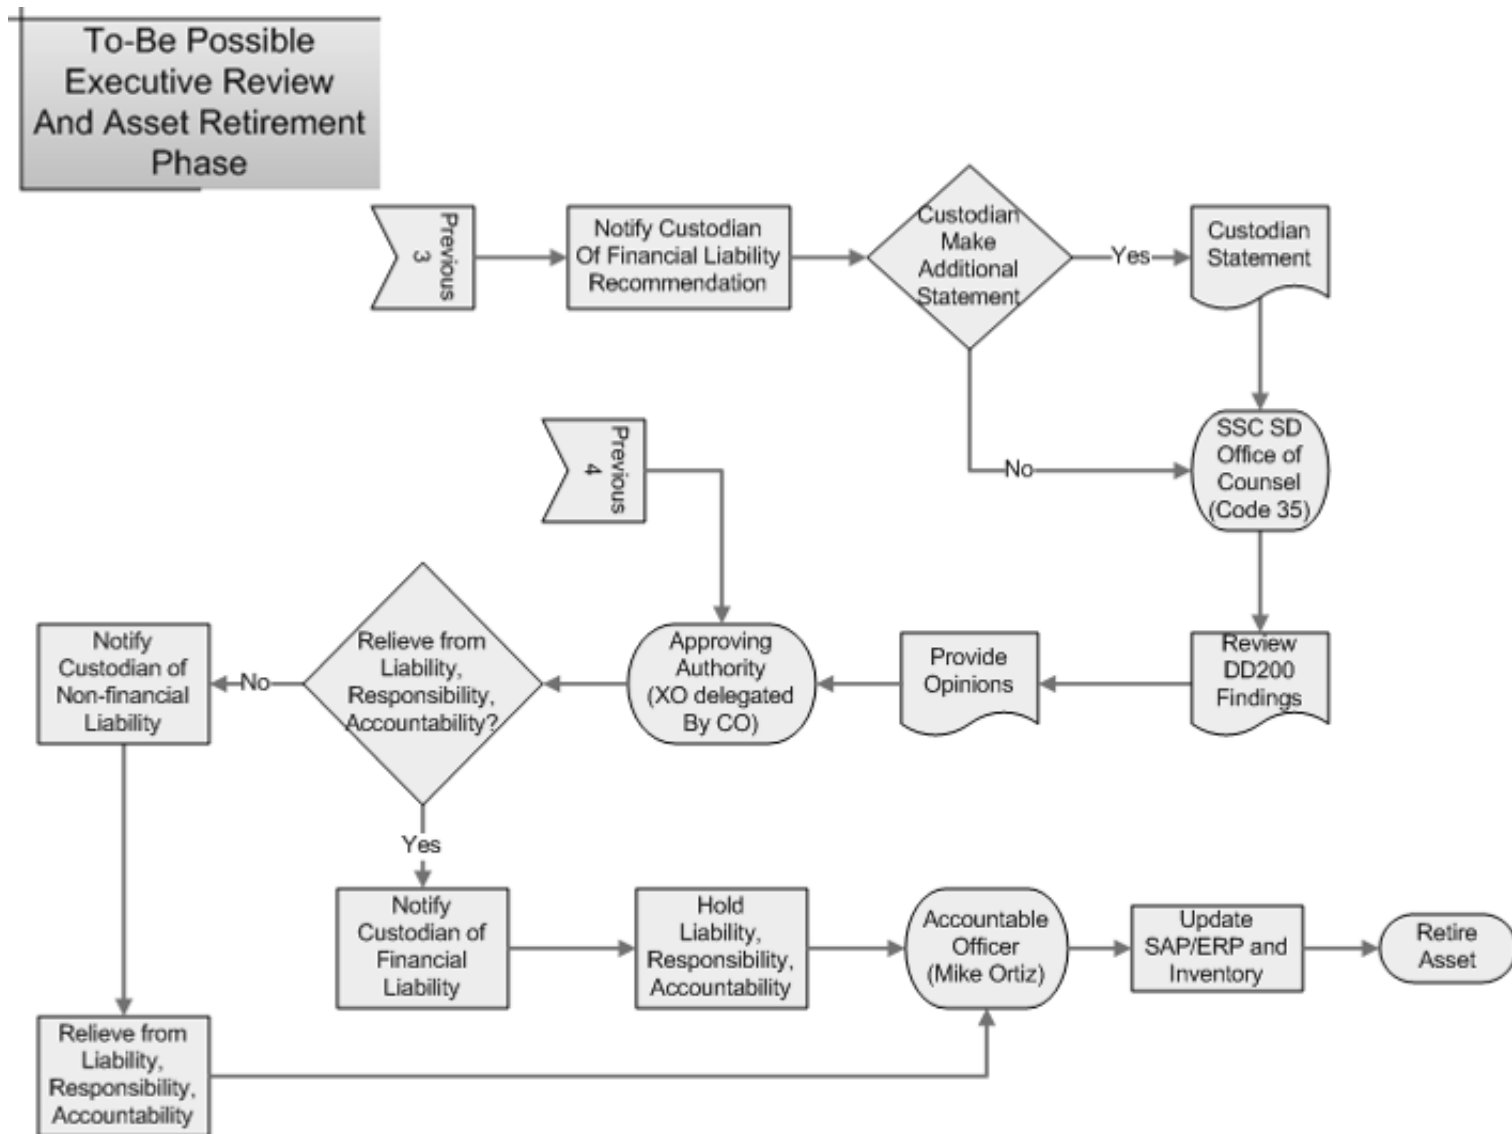 To-Be Possible
Executive Review
And Asset Retirement
Phase
Previous
3
Notify Custodian
Of Financial Liability
Recommendation
Custodian
Make
Additional
Statement
Yes
Custodian
Statement
No
SSC SD
Office of
Counsel
(Code 35)
Previous
4
Review
DD200
Findings
Provide
Opinions
Approving
Authority
(XO delegated
By CO)
Relieve from
Liability,
Responsibility,
Accountability?
No
Notify
Custodian of
Non-financial
Liability
Yes
Notify
Custodian of
Financial
Liability
Hold
Liability,
Responsibility,
Accountability
Accountable
Officer
(Mike Ortiz)
Update
SAP/ERP and
Inventory
Retire
Asset
Relieve from
Liability,
Responsibility,
Accountability